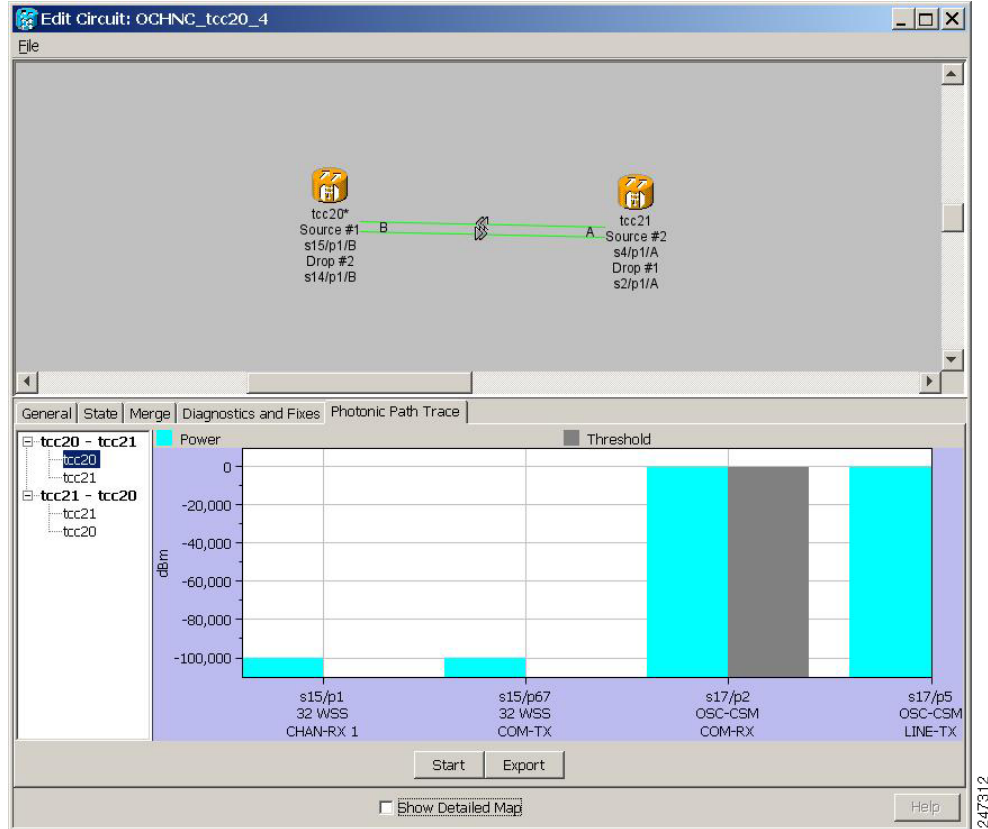 Edit Circuit: OCHNC_tcc20_4
File
tcc20*
Source #1
s15/p1/B
Drop #2
s14/p1/B
B
A
tcc21
Source #2
s4/p1/A
Drop #1
s2/p1/A
General State Merge Diagnostics and Fixes Photonic Path Trace
tcc20 - tcc21
tcc20
tcc21
tcc21 - tcc20
tcc21
tcc20
Power Threshold
dBm
0
-20,000
-40,000
-60,000
-80,000
-100,000
s15/p1
32 WSS
CHAN-RX 1
s15/p67
32 WSS
COM-TX
s17/p2
OSC-CSM
COM-RX
s17/p5
OSC-CSM
LINE-TX
Start Export
Show Detailed Map
Help
247312